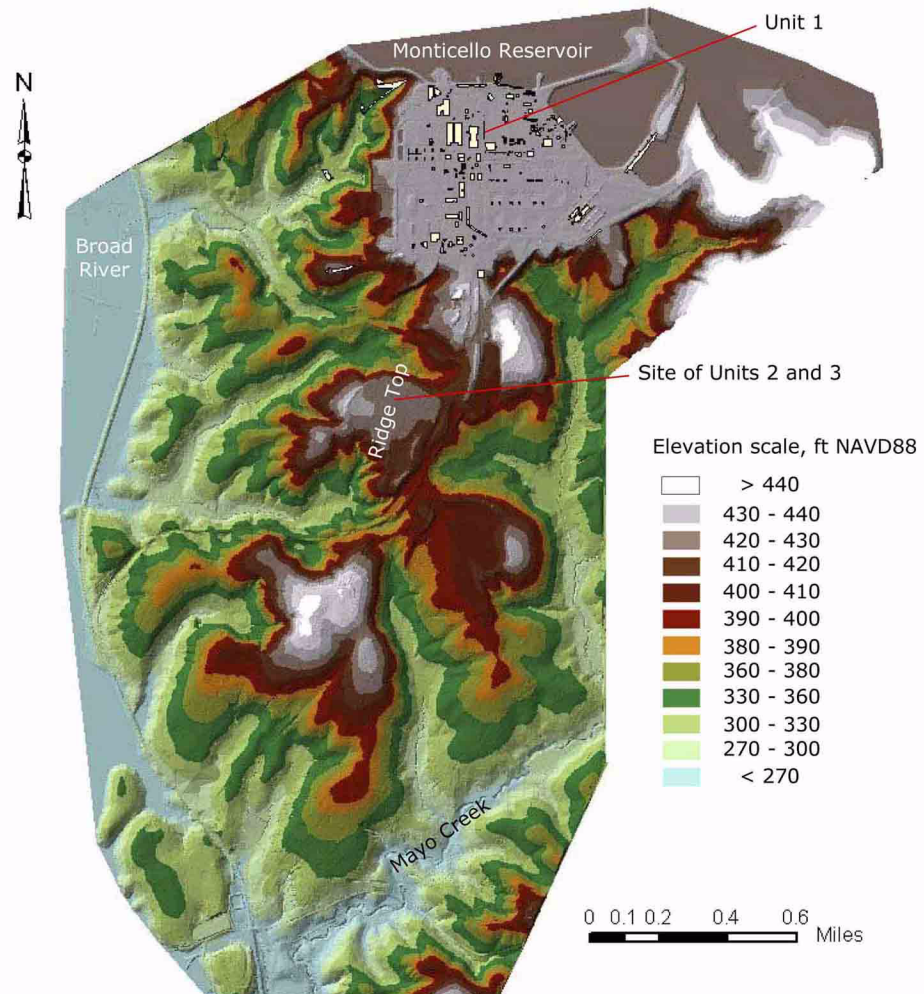 Unit 1
Monticello Reservoir
N
Broad
River
Ridge Top
Site of Units 2 and 3
Elevation scale, ft NAVD88
> 440
430 - 440
420 - 430
410 - 420
400 - 410
390 - 400
380 - 390
360 - 380
330 - 360
300 - 330
270 - 300
< 270
Mayo Creek
0 0.1 0.2 0.4 0.6
Miles